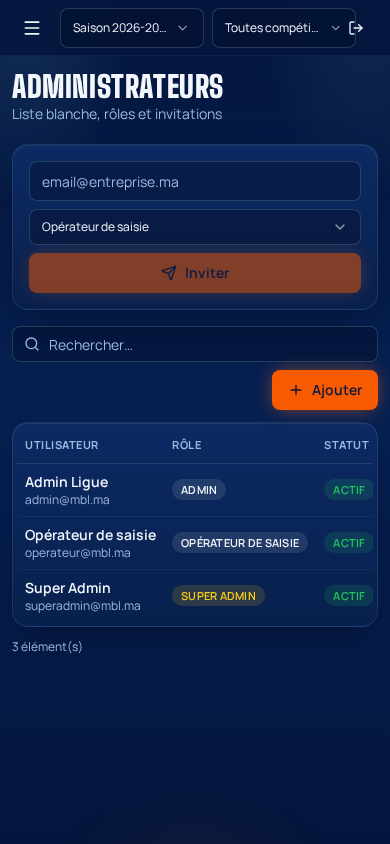 Saison 2026-20...
Toutes compéti...
ADMINISTRATEURS
Liste blanche, rôles et invitations
email@entreprise.ma
Opérateur de saisie
Inviter
Rechercher...
Ajouter
UTILISATEUR RÔLE STATUT
Admin Ligue
admin@mbl.ma
ADMIN ACTIF
Opérateur de saisie
operateur@mbl.ma
OPÉRATEUR DE SAISIE ACTIF
Super Admin
superadmin@mbl.ma
SUPER ADMIN ACTIF
3 élément(s)